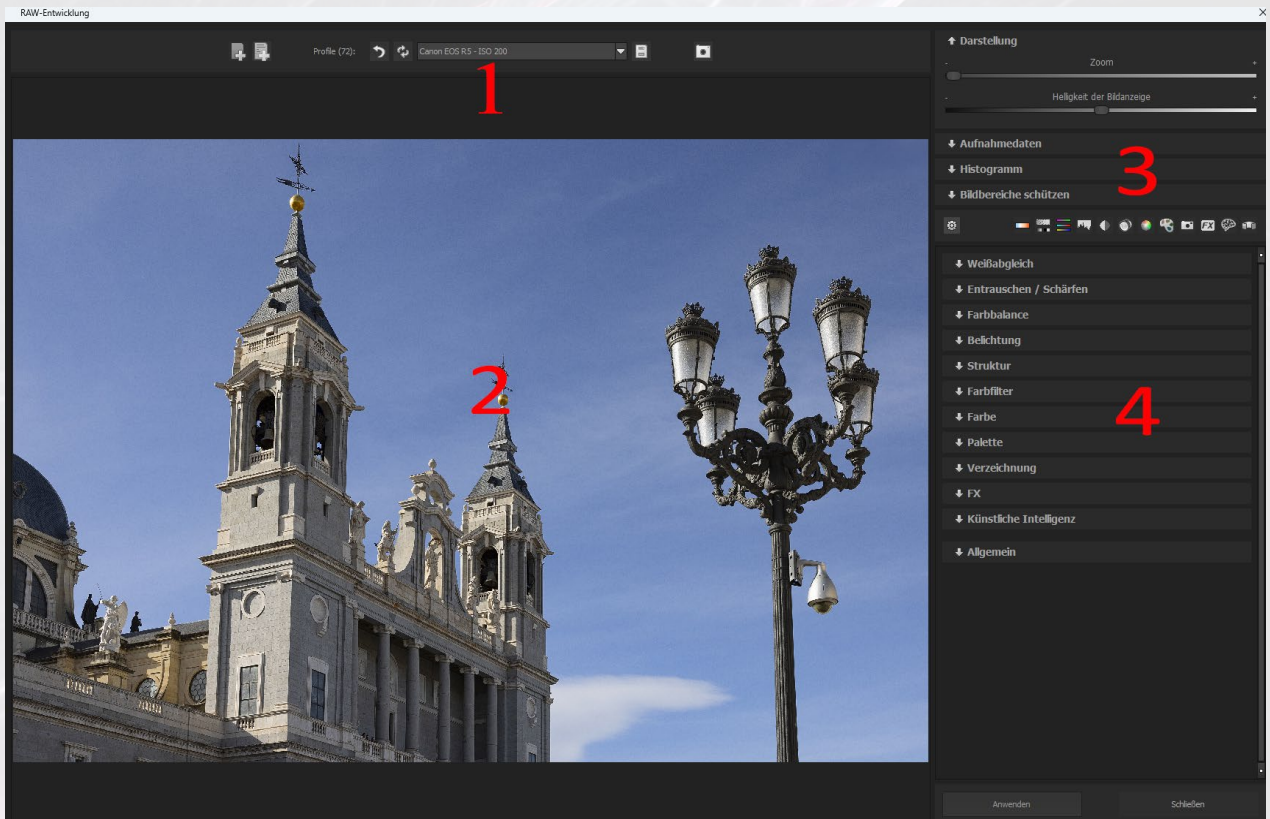 RAW-Entwicklung
Profile (72):
Canon EOS R5 - ISO 200
1
2
Darstellung
Zoom
- +
Helligkeit der Bildanzeige
- +
Aufnahmedaten
Histogramm
3
Bildbereiche schützen
FX
Weißabgleich
Entrauschen / Schärfen
Farbbalance
Belichtung
Struktur
Farbfilter
4
Farbe
Palette
Verzeichnung
FX
Künstliche Intelligenz
Allgemein
Anwenden Schließen